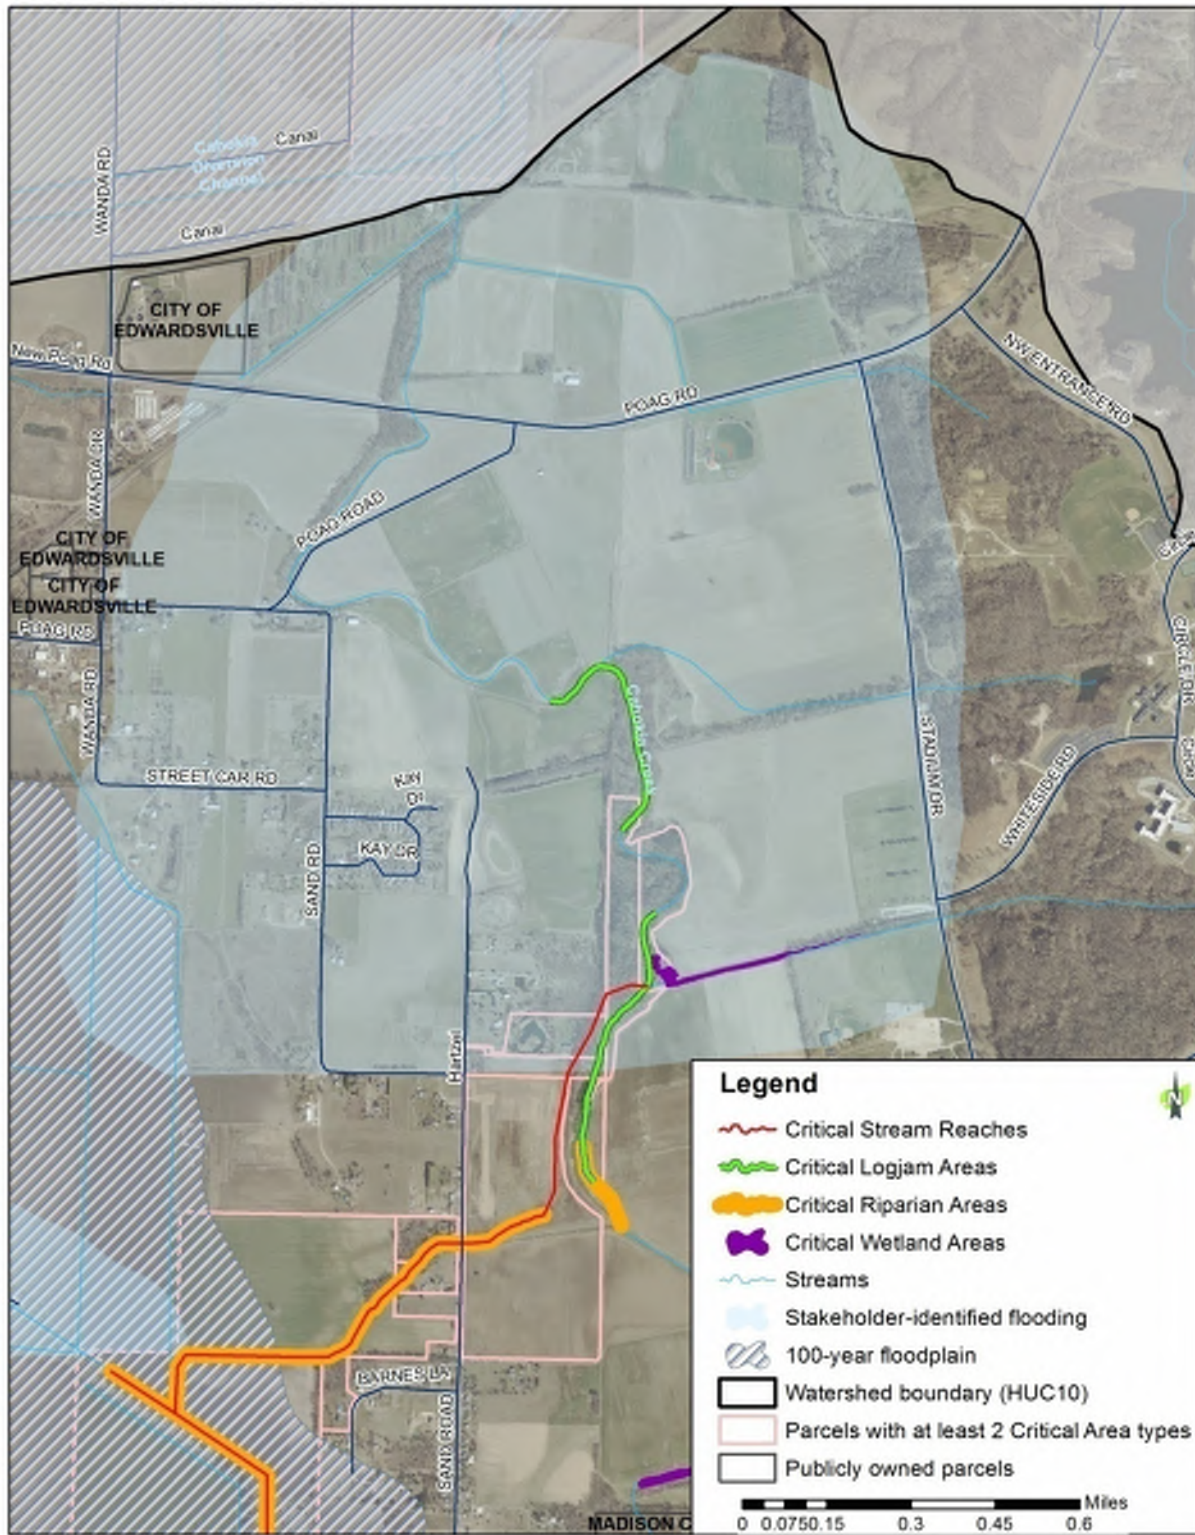 Canal
Cahokia
Diversion
Channel
WANDA RD
Canal
CITY OF
EDWARDSVILLE
New Poag Rd
NW ENTRANCE RD
POAG RD
WANDA DR
POAG ROAD
CITY OF
EDWARDSVILLE
CITY OF
EDWARDSVILLE
POAG RD
CIRCLE DR
WANDA RD
Cahokia Creek
STADIUM DR
STREET CAR RD
KAY
DR
WHITESIDE RD
KAY DR
SAND RD
Hartzel
Legend
N
Critical Stream Reaches
Critical Logjam Areas
Critical Riparian Areas
Critical Wetland Areas
Streams
Stakeholder-identified flooding
100-year floodplain
Watershed boundary (HUC10)
Parcels with at least 2 Critical Area types
Publicly owned parcels
Miles
0 0.075 0.15 0.3 0.45 0.6
BARNES LA
SAND ROAD
MADISON C